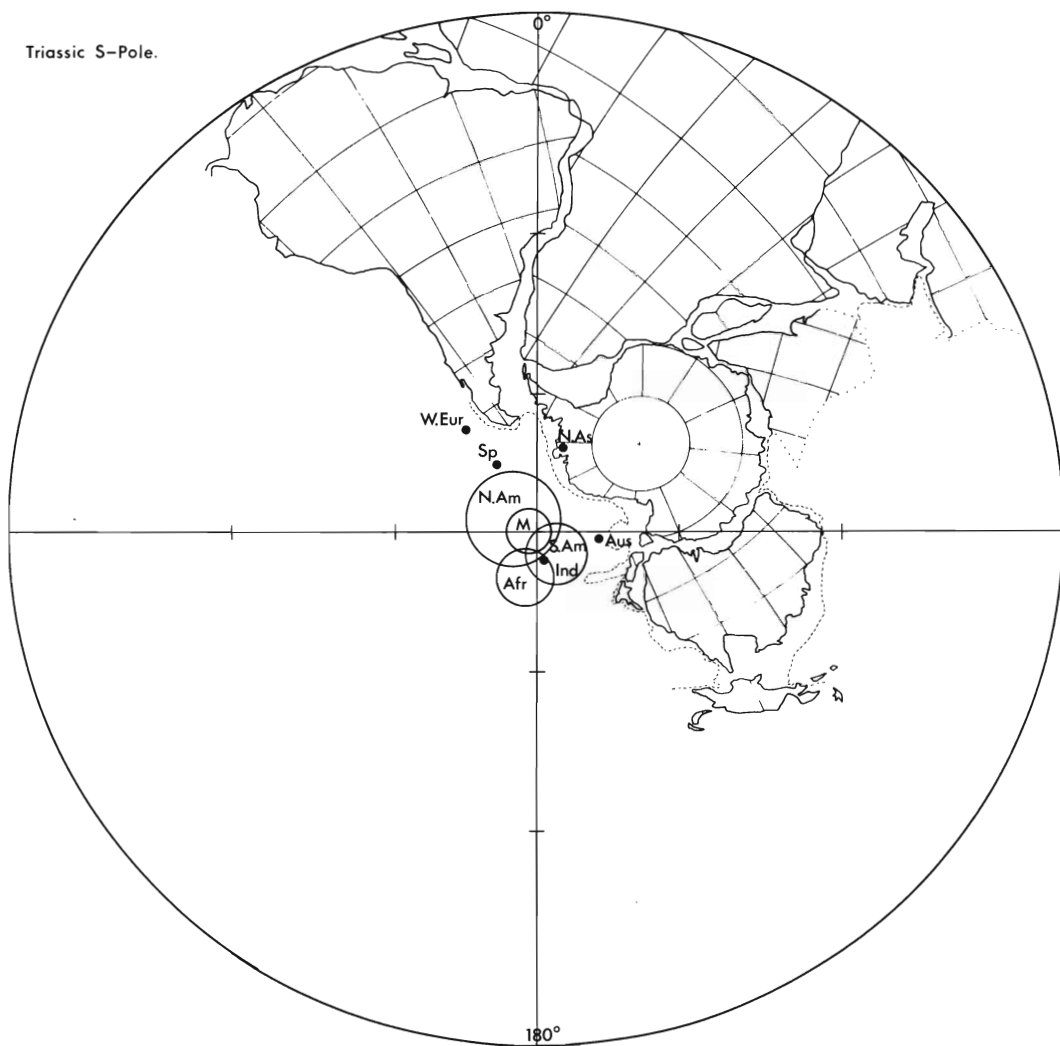 0°
Triassic S-Pole.
W.Eur
N.As
Sp
N.Am
M
S.Am
Aus
Ind
Afr
180°